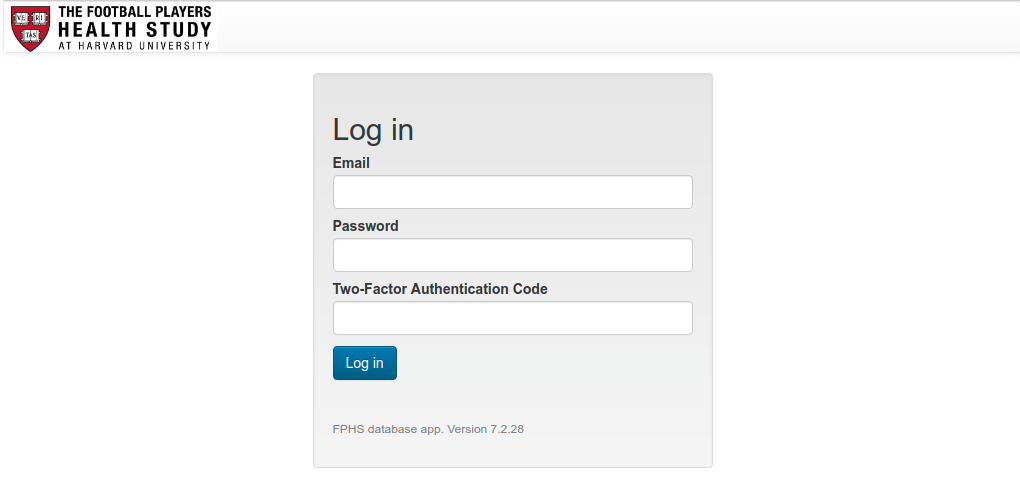 THE FOOTBALL PLAYERS
HEALTH STUDY
AT HARVARD UNIVERSITY
VE RI
TAS
Log in
Email
Password
Two-Factor Authentication Code
Log in
FPHS database app. Version 7.2.28